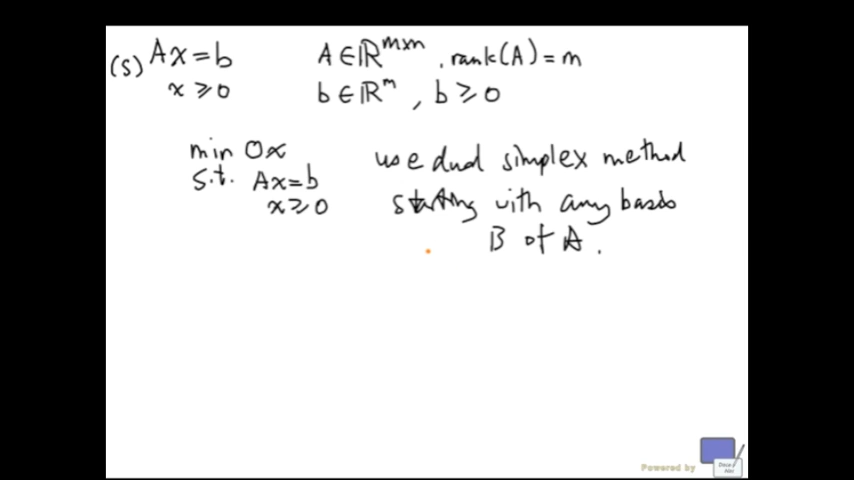 (S) Ax = b A ∈ ℝ^{m×n}, rank(A) = m
x ≥ 0 b ∈ ℝ^m, b ≥ 0
min 0x use dual simplex method
s.t. Ax=b starting with any basis
x ≥ 0 B of A.
Powered by